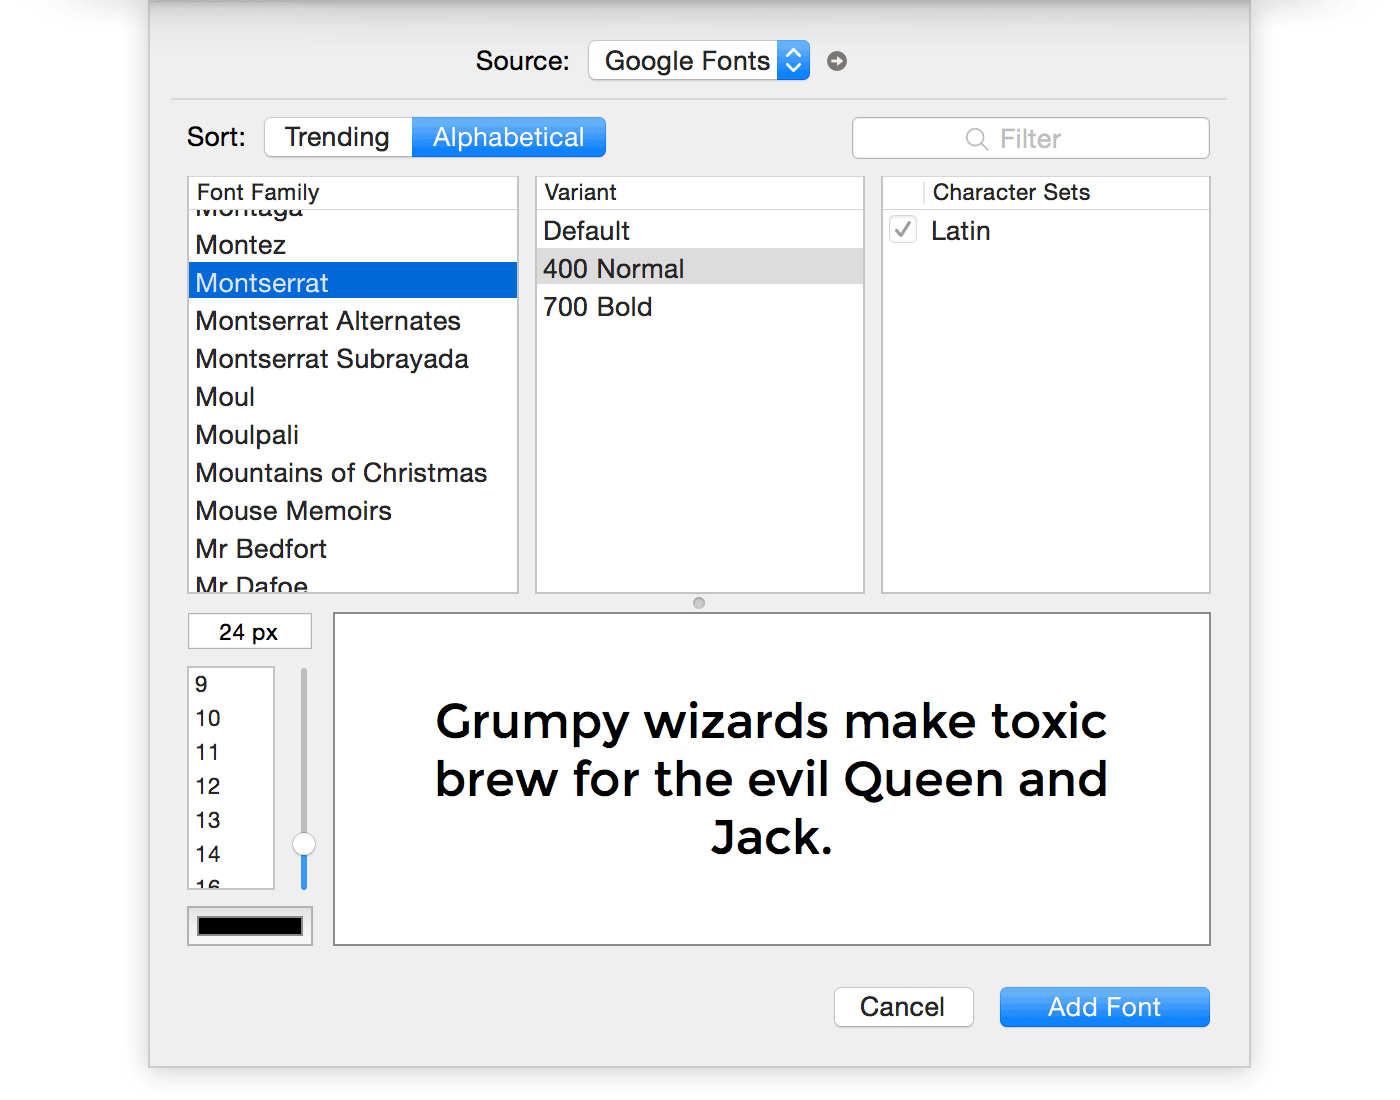 Source: Google Fonts
Sort: Trending Alphabetical
Filter
Font Family
Montaga
Montez
Montserrat
Montserrat Alternates
Montserrat Subrayada
Moul
Moulpali
Mountains of Christmas
Mouse Memoirs
Mr Bedfort
Mr Dafoe
Variant
Default
400 Normal
700 Bold
Character Sets
Latin
24 px
9
10
11
12
13
14
16
Grumpy wizards make toxic
brew for the evil Queen and
Jack.
Cancel
Add Font